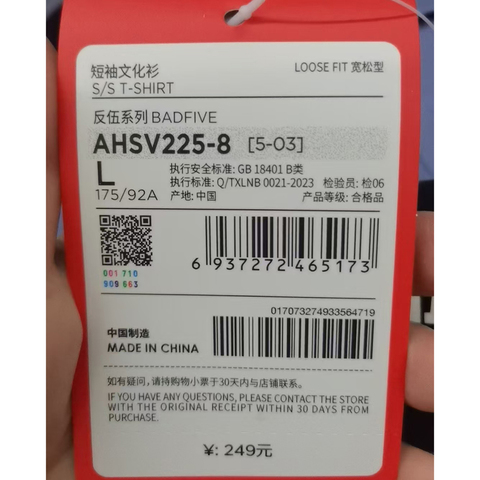 短袖文化衫
S/S T-SHIRT
LOOSE FIT 宽松型
反伍系列 BADFIVE
AHSV225-8 [5-03]
L
175/92A
执行安全标准: GB 18401 B类
执行标准: Q/TXLNB 0021-2023 检验员: 检06
产地: 中国 产品等级: 合格品
001 710
909 663
6 937272 465173
017073274933564719
中国制造
MADE IN CHINA
如有疑问，请持购物小票于30天内与店铺联系。
IF YOU HAVE ANY QUESTIONS, PLEASE CONTACT THE STORE
WITH THE ORIGINAL RECEIPT WITHIN 30 DAYS FROM
PURCHASE.
¥: 249元